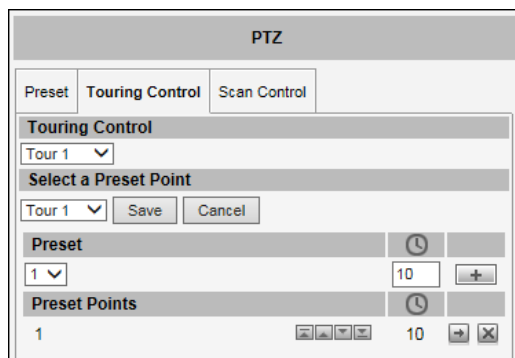 PTZ
Preset Touring Control Scan Control
Touring Control
Tour 1
Select a Preset Point
Tour 1 Save Cancel
Preset
1 10 +
Preset Points
1 10